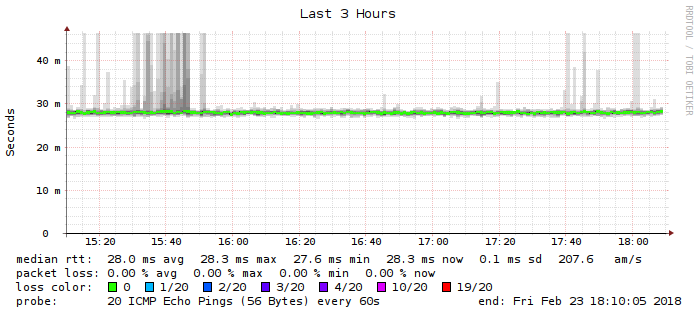 Last 3 Hours
RRDTOOL / TOBI OETIKER
Seconds
40 m
30 m
20 m
10 m
0
15:20 15:40 16:00 16:20 16:40 17:00 17:20 17:40 18:00
median rtt: 28.0 ms avg 28.3 ms max 27.6 ms min 28.3 ms now 0.1 ms sd 207.6 am/s
packet loss: 0.00 % avg 0.00 % max 0.00 % min 0.00 % now
loss color: 0 1/20 2/20 3/20 4/20 10/20 19/20
probe: 20 ICMP Echo Pings (56 Bytes) every 60s end: Fri Feb 23 18:10:05 2018